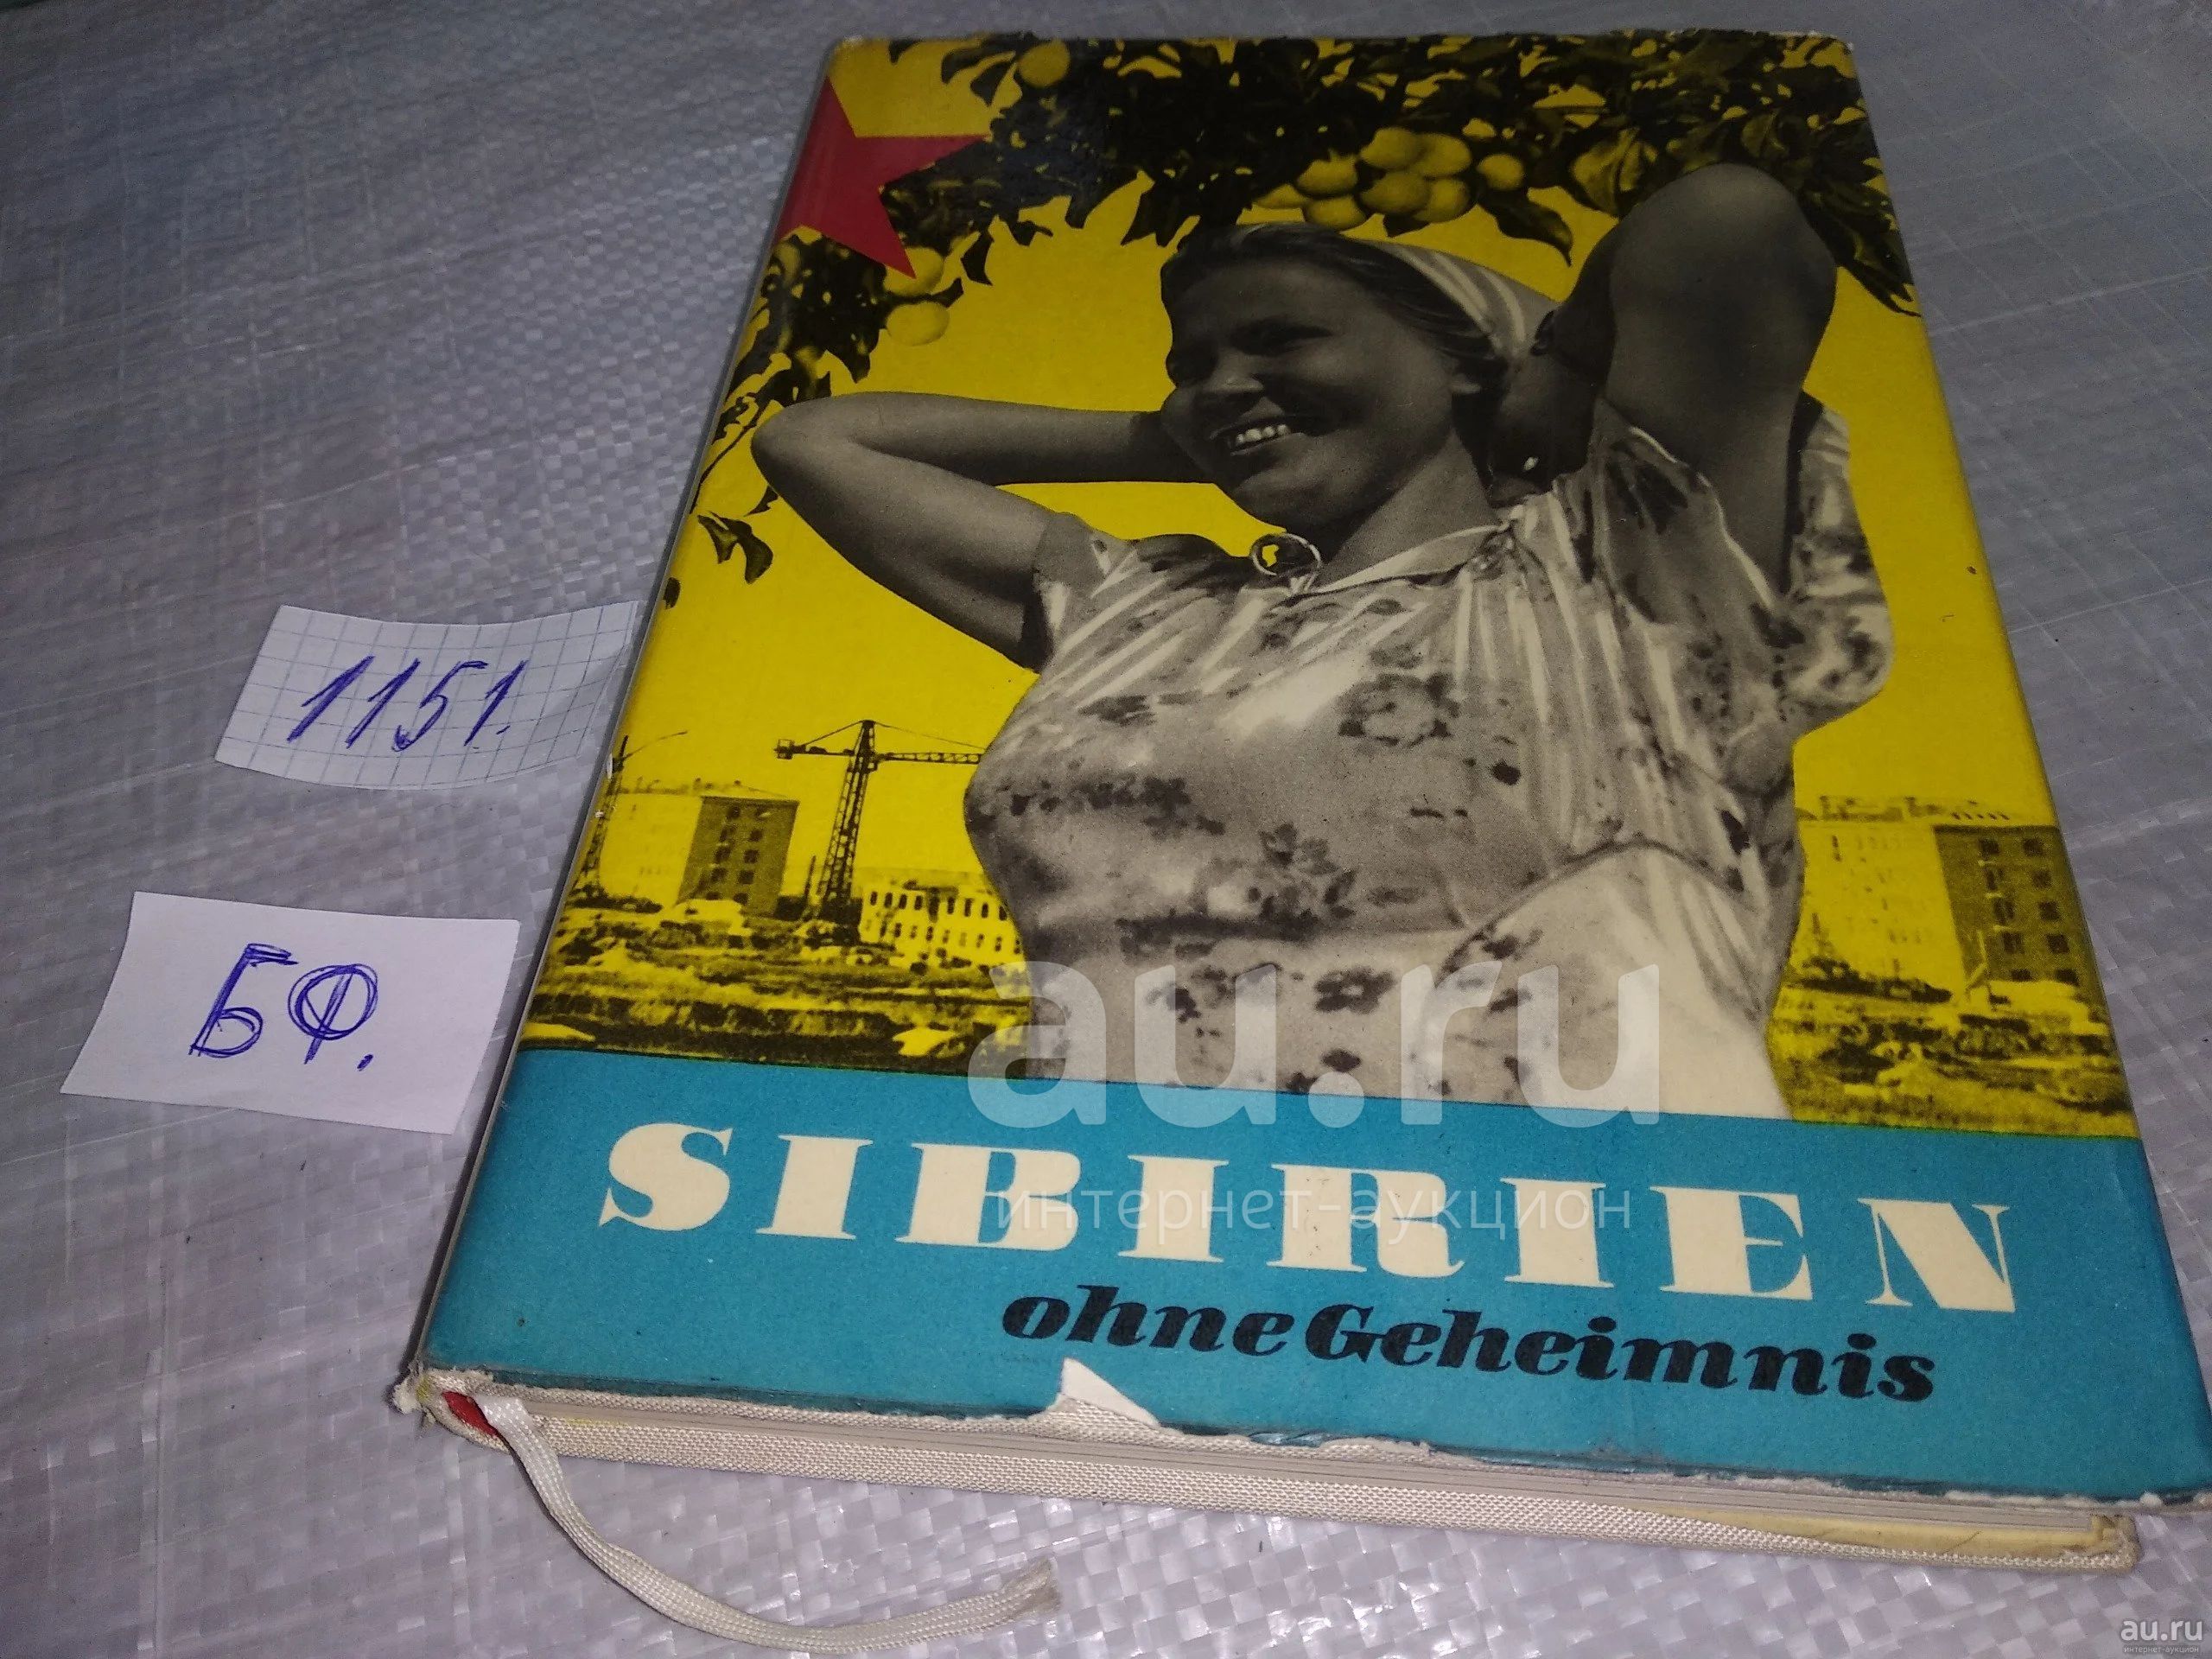 1151.
БФ.
au.ru
интернет-аукцион
SIBIRIEN
ohne Geheimnis
au.ru
интернет-аукцион